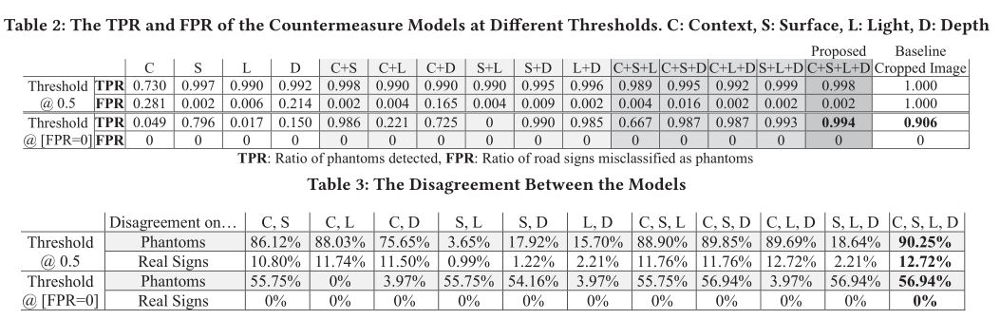 Table 2: The TPR and FPR of the Countermeasure Models at Different Thresholds. C: Context, S: Surface, L: Light, D: Depth
Proposed Baseline
C S L D C+S C+L C+D S+L S+D L+D C+S+L C+S+D C+L+D S+L+D C+S+L+D Cropped Image
Threshold TPR 0.730 0.997 0.990 0.992 0.998 0.990 0.990 0.990 0.995 0.996 0.989 0.995 0.992 0.999 0.998 1.000
@ 0.5 FPR 0.281 0.002 0.006 0.214 0.002 0.004 0.165 0.004 0.009 0.002 0.004 0.016 0.002 0.002 0.002 1.000
Threshold TPR 0.049 0.796 0.017 0.150 0.986 0.221 0.725 0 0.990 0.985 0.667 0.987 0.987 0.993 0.994 0.906
@ [FPR=0] FPR 0 0 0 0 0 0 0 0 0 0 0 0 0 0 0 0
TPR: Ratio of phantoms detected, FPR: Ratio of road signs misclassified as phantoms
Table 3: The Disagreement Between the Models
Disagreement on... C, S C, L C, D S, L S, D L, D C, S, L C, S, D C, L, D S, L, D C, S, L, D
Threshold Phantoms 86.12% 88.03% 75.65% 3.65% 17.92% 15.70% 88.90% 89.85% 89.69% 18.64% 90.25%
@ 0.5 Real Signs 10.80% 11.74% 11.50% 0.99% 1.22% 2.21% 11.76% 11.76% 12.72% 2.21% 12.72%
Threshold Phantoms 55.75% 0% 3.97% 55.75% 54.16% 3.97% 55.75% 56.94% 3.97% 56.94% 56.94%
@ [FPR=0] Real Signs 0% 0% 0% 0% 0% 0% 0% 0% 0% 0% 0%